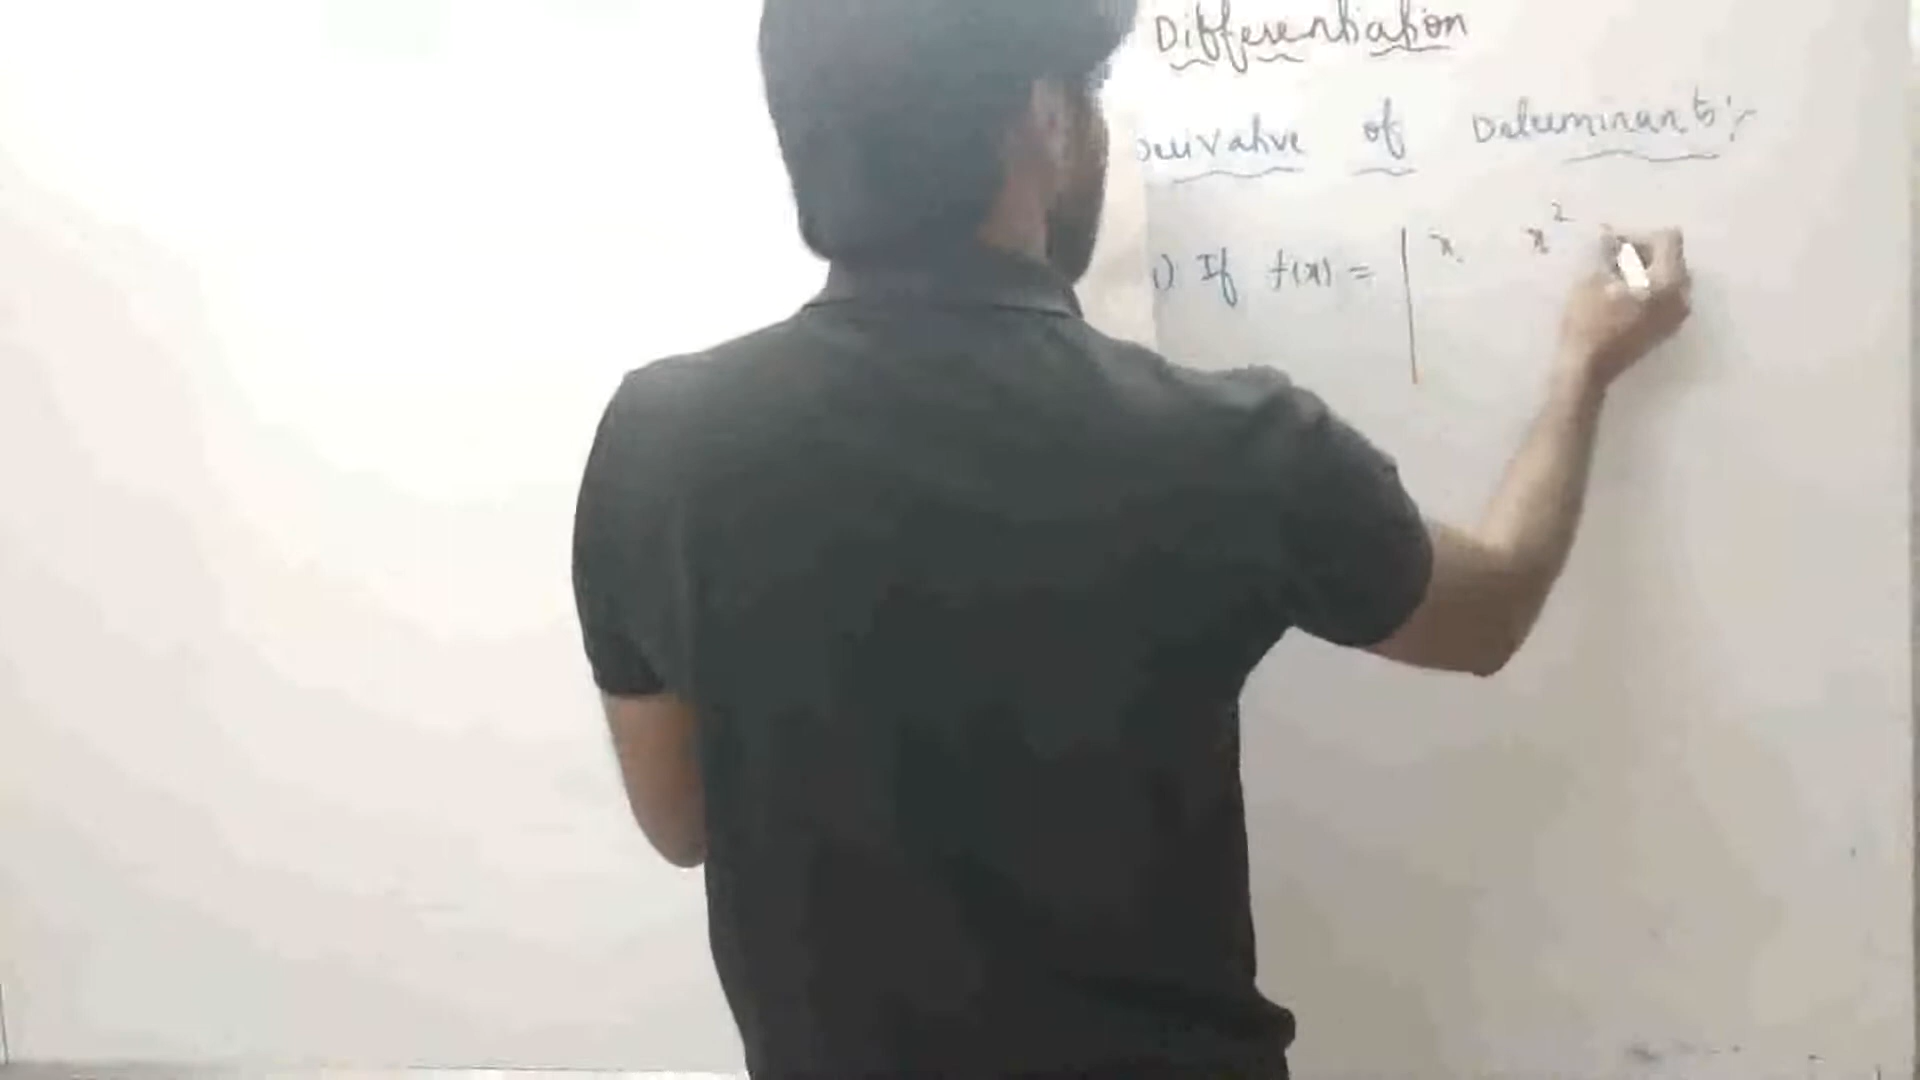 Differentiation
Derivative of Determinants:-
1) If f(x) = | x x²